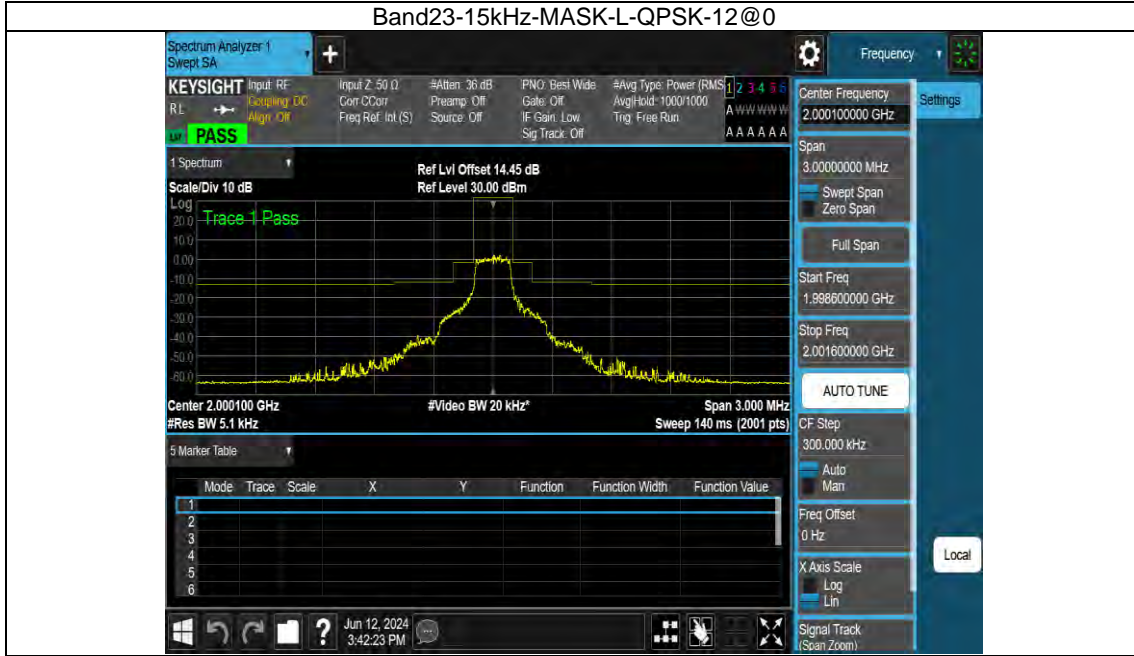 Band23-15kHz-MASK-L-QPSK-12@0
Spectrum Analyzer 1
Swept SA
+
Frequency
KEYSIGHT
RL
PASS
Input: RF
Coupling: DC
Align: Off
Input Z: 50 Ω
Corr CCorr
Freq Ref: Int (S)
#Atten: 36 dB
Preamp: Off
Source: Off
PNO: Best Wide
Gate: Off
IF Gain: Low
Sig Track: Off
#Avg Type: Power (RMS
Avg|Hold: 1000/1000
Trig: Free Run
1 2 3 4 5 6
A W W W W W
A A A A A A
Center Frequency
2.000100000 GHz
Settings
Span
3.00000000 MHz
Swept Span
Zero Span
Full Span
Start Freq
1.998600000 GHz
Stop Freq
2.001600000 GHz
AUTO TUNE
CF Step
300.000 kHz
Auto
Man
Freq Offset
0 Hz
X Axis Scale
Log
Lin
Signal Track
(Span Zoom)
Local
1 Spectrum
Scale/Div 10 dB
Ref Lvl Offset 14.45 dB
Ref Level 30.00 dBm
Log
Trace 1 Pass
20.0
10.0
0.00
-10.0
-20.0
-30.0
-40.0
-50.0
-60.0
Center 2.000100 GHz
#Video BW 20 kHz*
Span 3.000 MHz
#Res BW 5.1 kHz
Sweep 140 ms (2001 pts)
5 Marker Table
Mode Trace Scale X Y Function Function Width Function Value
1
2
3
4
5
6
?
Jun 12, 2024
3:42:23 PM